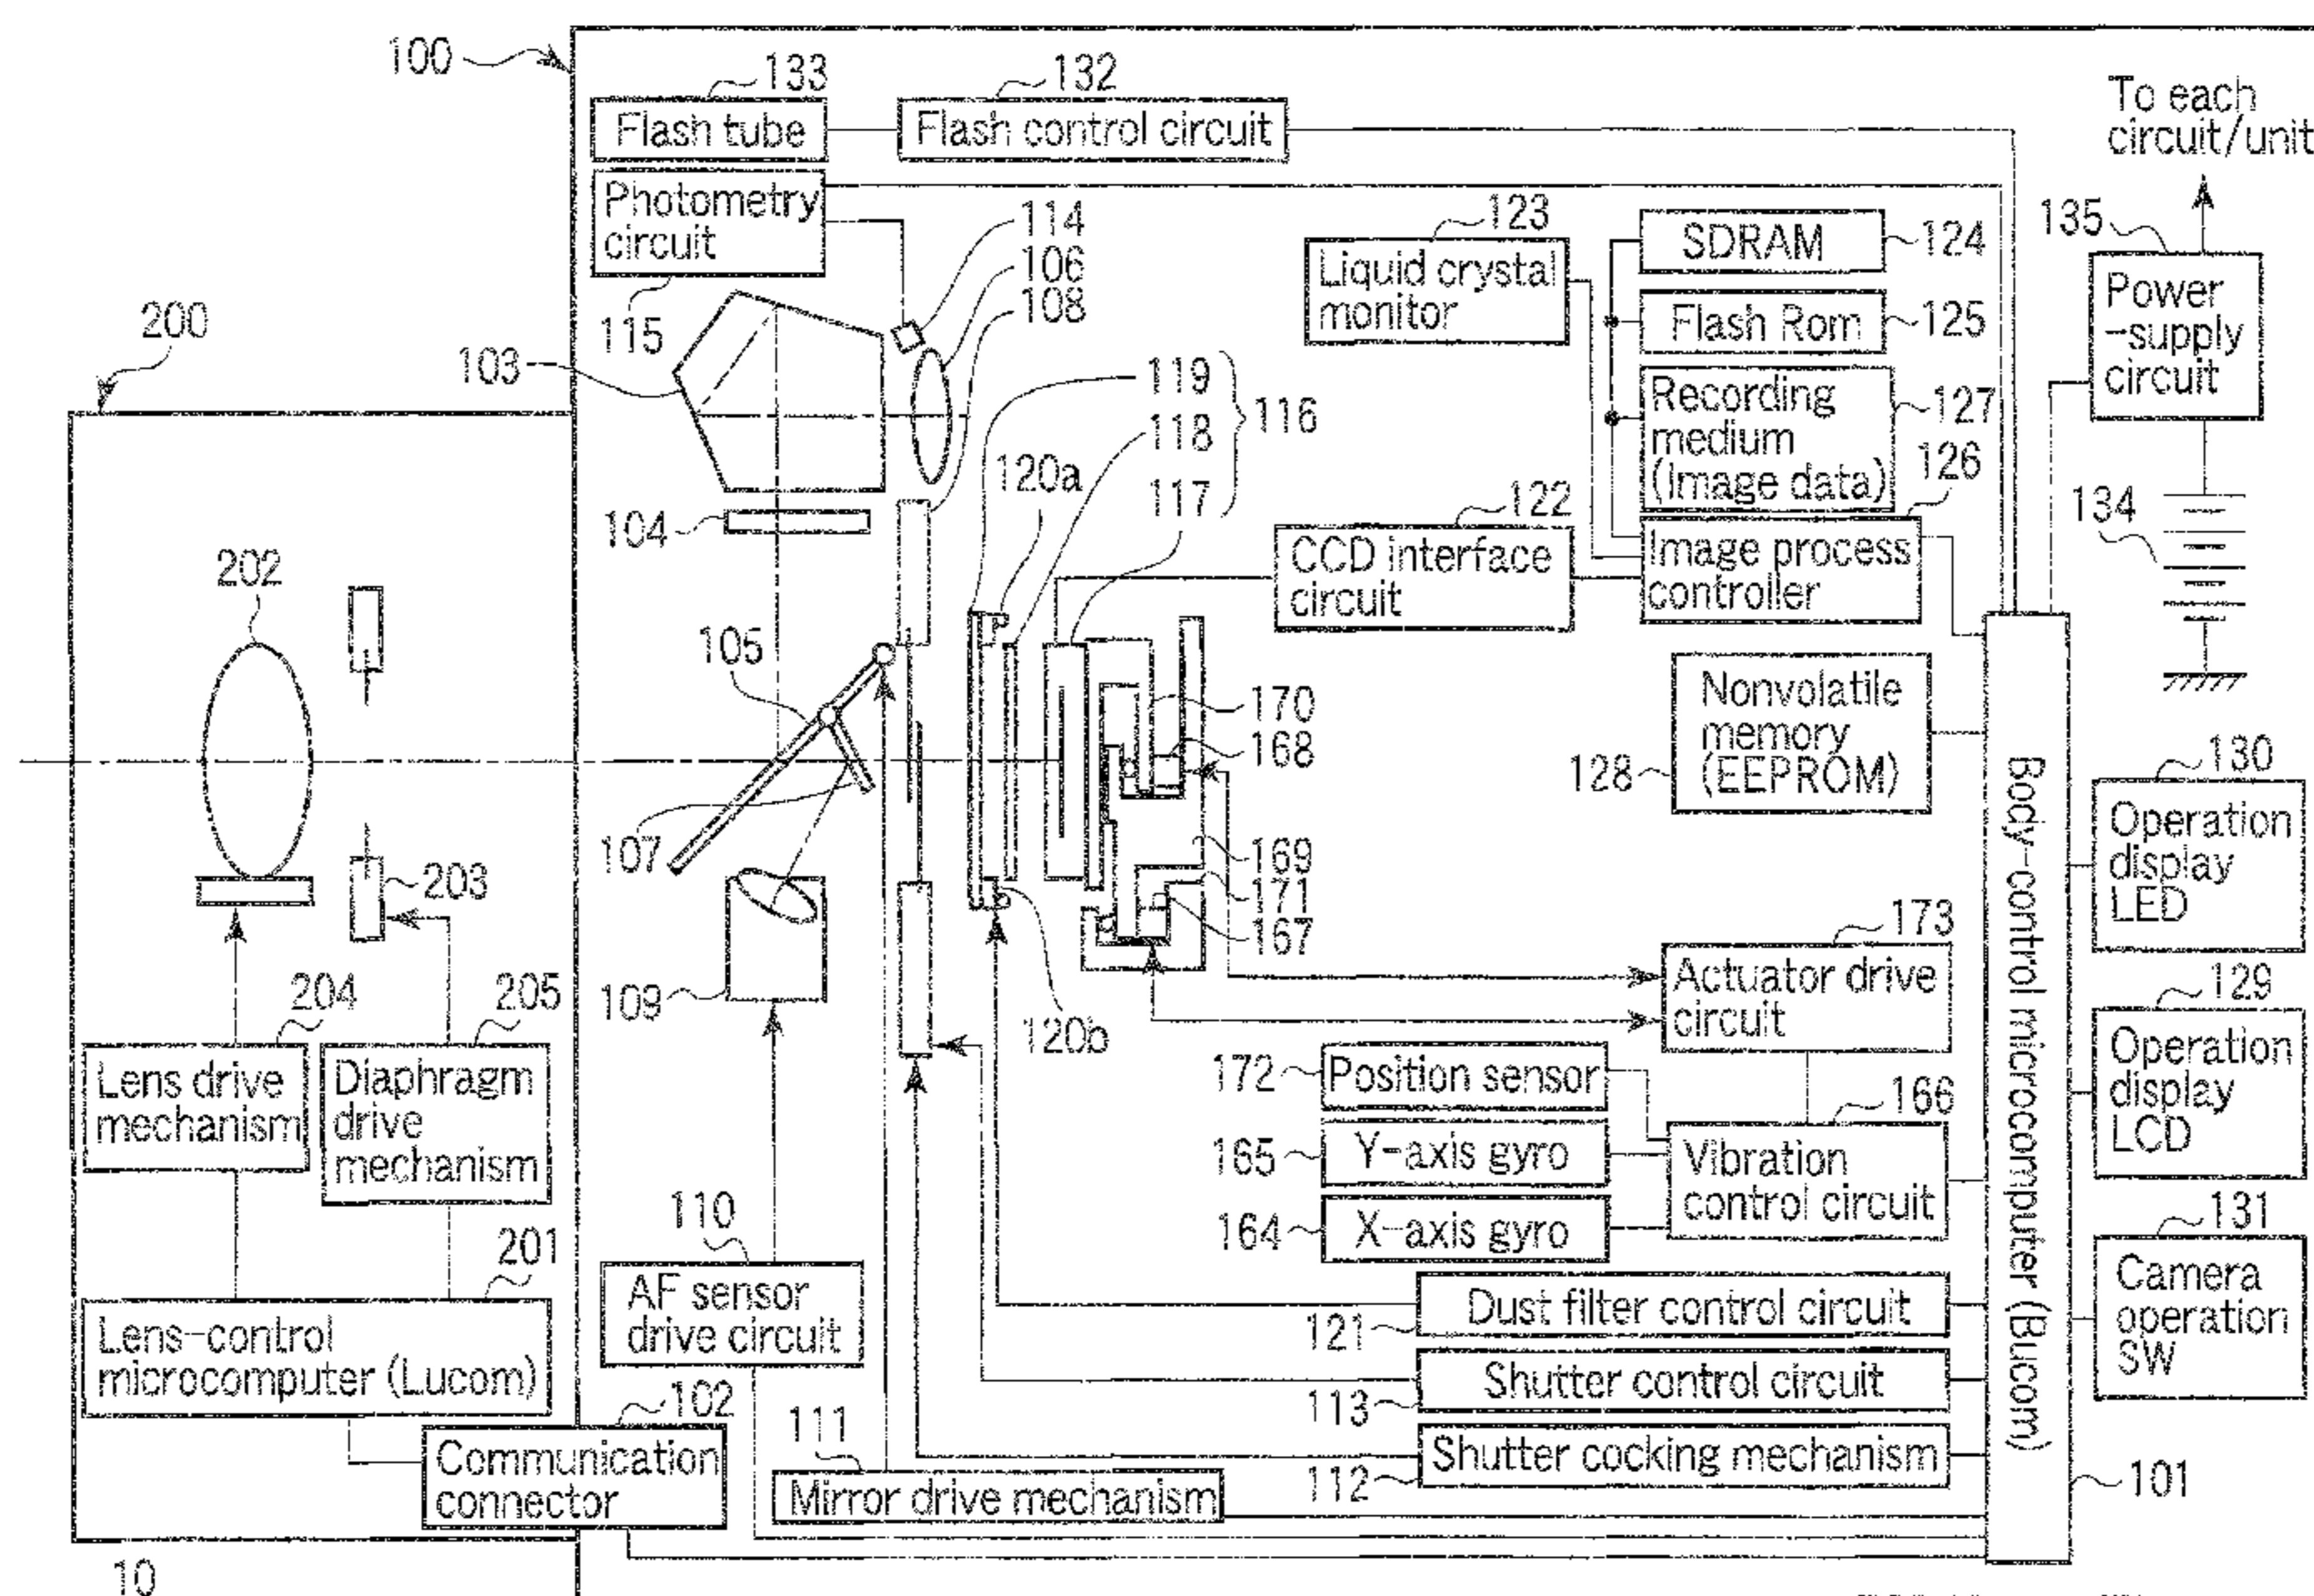 100
133
132
Flash tube
Flash control circuit
To each
circuit/unit
Photometry
circuit
115
114
106
108
123
Liquid crystal
monitor
SDRAM
124
Flash Rom
125
Recording
medium
(Image data)
127
126
135
Power
-supply
circuit
134
200
103
119
118
117
116
120a
104
122
CCD interface
circuit
Image process
controller
202
105
107
203
170
168
169
171
167
Nonvolatile
memory
(EEPROM)
128
Body-control microcomputer (Bucom)
101
130
Operation
display
LED
129
Operation
display
LCD
131
Camera
operation
SW
173
Actuator drive
circuit
109
120b
204
Lens drive
mechanism
205
Diaphragm
drive
mechanism
172
Position sensor
165
Y-axis gyro
164
X-axis gyro
166
Vibration
control circuit
110
AF sensor
drive circuit
201
Lens-control
microcomputer (Lucom)
Dust filter control circuit
121
Shutter control circuit
113
Shutter cocking mechanism
112
102
Communication
connector
111
Mirror drive mechanism
10